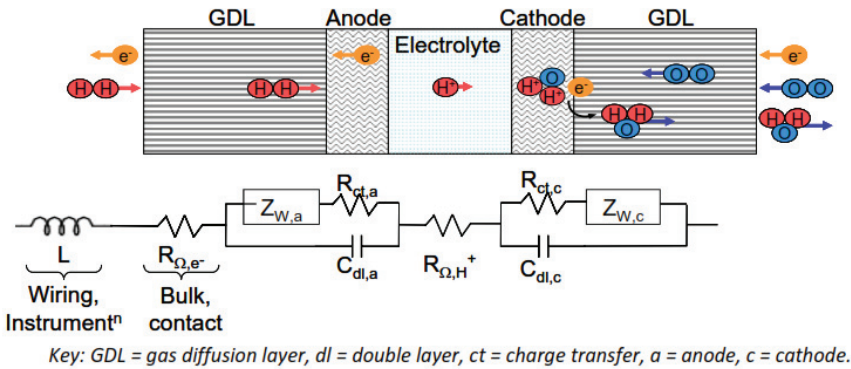 GDL Anode Cathode GDL
Electrolyte
e- e- e-
H H H H H+ H+ O H+ e- O O O O
H H O H H O
Z_W,a R_ct,a R_ct,c Z_W,c
L R_Ω,e- C_dl,a R_Ω,H+ C_dl,c
Wiring, Bulk,
Instrumentⁿ contact
Key: GDL = gas diffusion layer, dl = double layer, ct = charge transfer, a = anode, c = cathode.